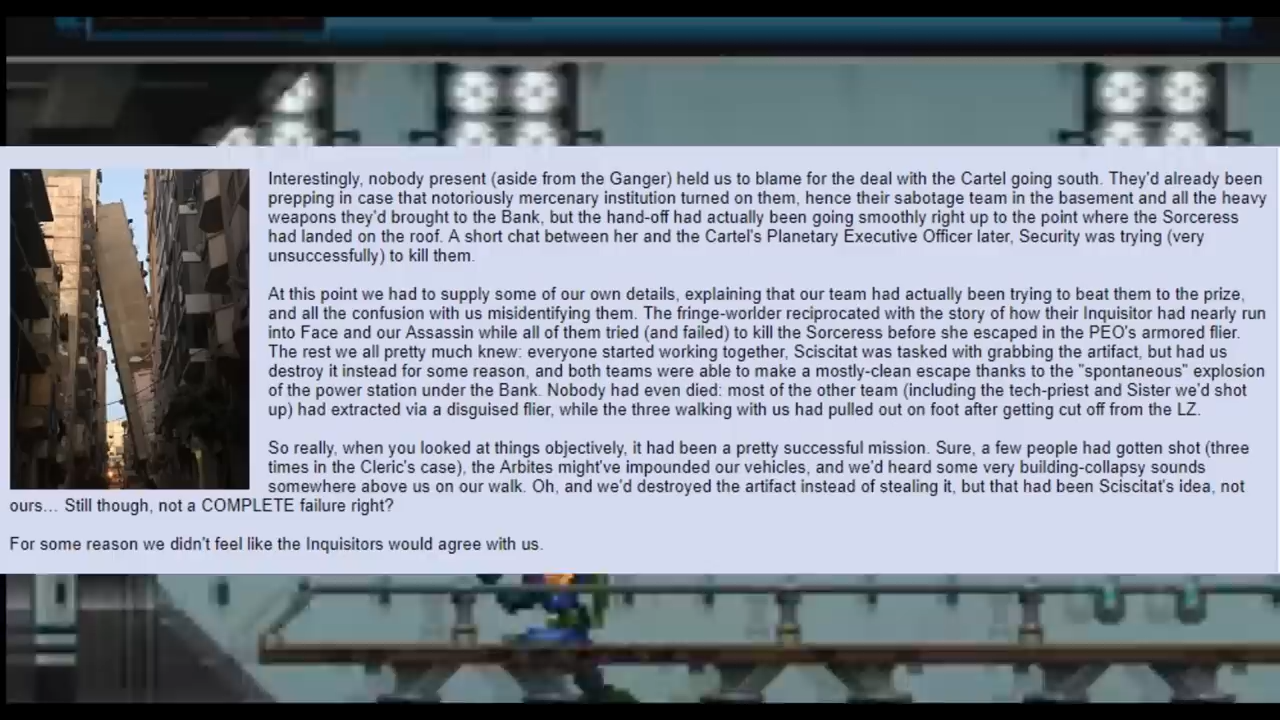 Interestingly, nobody present (aside from the Ganger) held us to blame for the deal with the Cartel going south. They'd already been
prepping in case that notoriously mercenary institution turned on them, hence their sabotage team in the basement and all the heavy
weapons they'd brought to the Bank, but the hand-off had actually been going smoothly right up to the point where the Sorceress
had landed on the roof. A short chat between her and the Cartel's Planetary Executive Officer later, Security was trying (very
unsuccessfully) to kill them.
At this point we had to supply some of our own details, explaining that our team had actually been trying to beat them to the prize,
and all the confusion with us misidentifying them. The fringe-worlder reciprocated with the story of how their Inquisitor had nearly run
into Face and our Assassin while all of them tried (and failed) to kill the Sorceress before she escaped in the PEO's armored flier.
The rest we all pretty much knew: everyone started working together, Sciscitat was tasked with grabbing the artifact, but had us
destroy it instead for some reason, and both teams were able to make a mostly-clean escape thanks to the "spontaneous" explosion
of the power station under the Bank. Nobody had even died: most of the other team (including the tech-priest and Sister we'd shot
up) had extracted via a disguised flier, while the three walking with us had pulled out on foot after getting cut off from the LZ.
So really, when you looked at things objectively, it had been a pretty successful mission. Sure, a few people had gotten shot (three
times in the Cleric's case), the Arbites might've impounded our vehicles, and we'd heard some very building-collapsy sounds
somewhere above us on our walk. Oh, and we'd destroyed the artifact instead of stealing it, but that had been Sciscitat's idea, not
ours... Still though, not a COMPLETE failure right?
For some reason we didn't feel like the Inquisitors would agree with us.